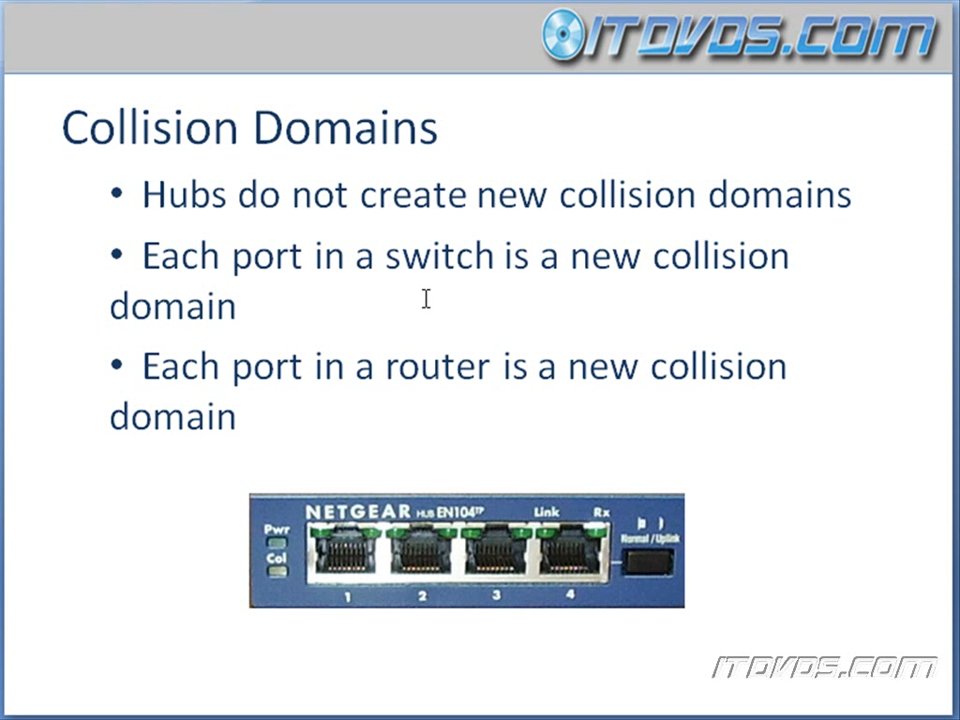 ITDVDS.COM
Collision Domains
• Hubs do not create new collision domains
• Each port in a switch is a new collision
domain
• Each port in a router is a new collision
domain
NETGEAR HUB EN104TP Link Rx
Pwr
Normal/Uplink
Col
1 2 3 4
ITDVDS.COM